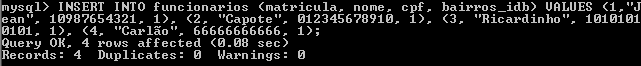 mysql> INSERT INTO funcionarios (matricula, nome, cpf, bairros_idb) VALUES (1,"J
ean", 10987654321, 1), (2, "Capote", 012345678910, 1), (3, "Ricardinho", 1010101
0101, 1), (4, "Carlão", 66666666666, 1);
Query OK, 4 rows affected (0.08 sec)
Records: 4  Duplicates: 0  Warnings: 0